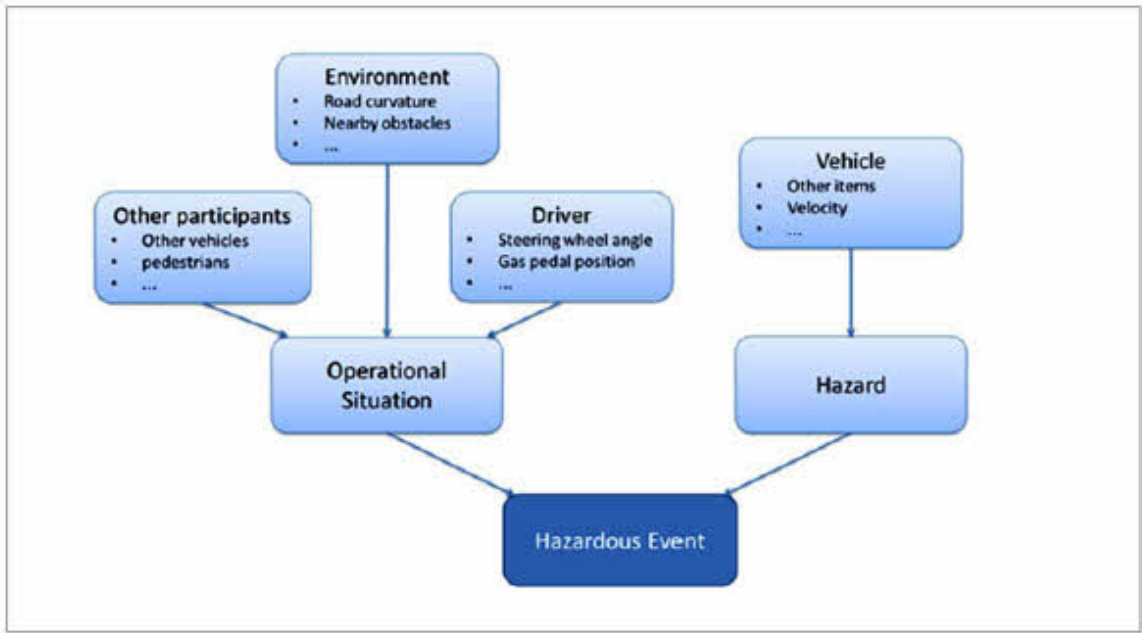 Environment
• Road curvature
• Nearby obstacles
• ...
Other participants
• Other vehicles
• pedestrians
• ...
Driver
• Steering wheel angle
• Gas pedal position
• ...
Vehicle
• Other items
• Velocity
• ...
Operational
Situation
Hazard
Hazardous Event